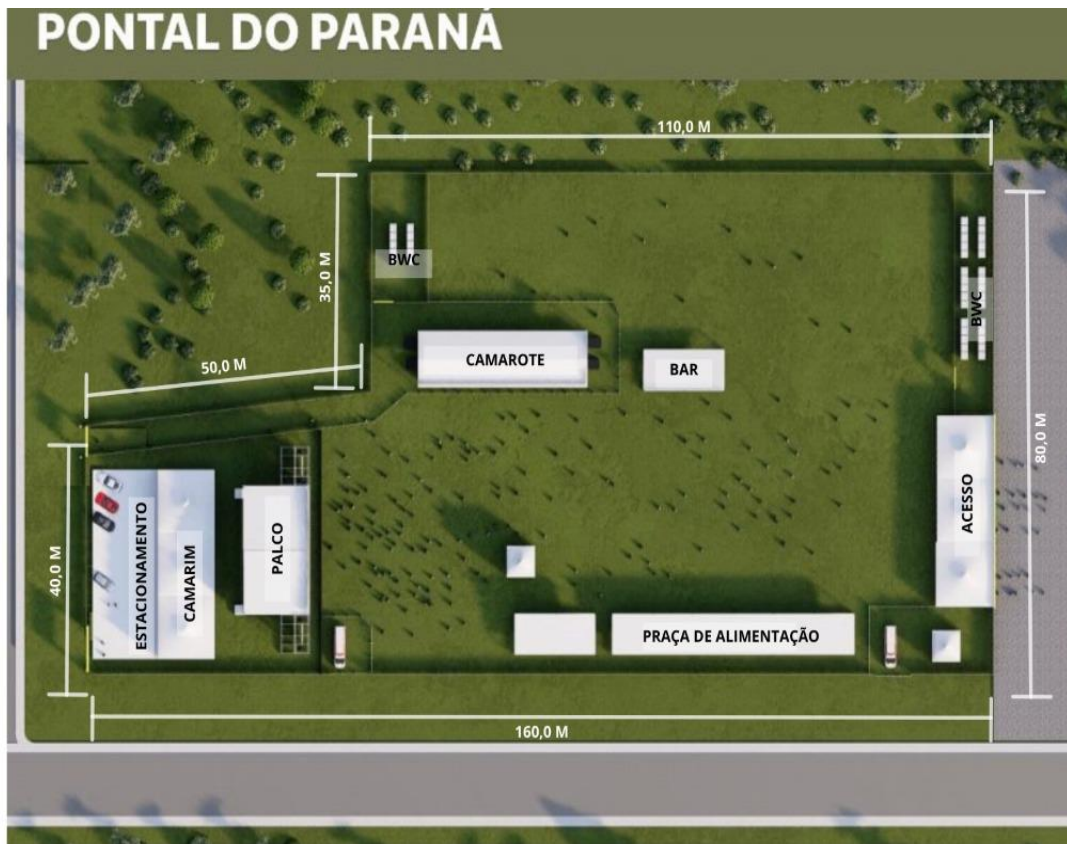 PONTAL DO PARANÁ
110,0 M
35,0 M
BWC
BWC
50,0 M
CAMAROTE
BAR
80,0 M
ACESSO
40,0 M
ESTACIONAMENTO
CAMARIM
PALCO
PRAÇA DE ALIMENTAÇÃO
160,0 M